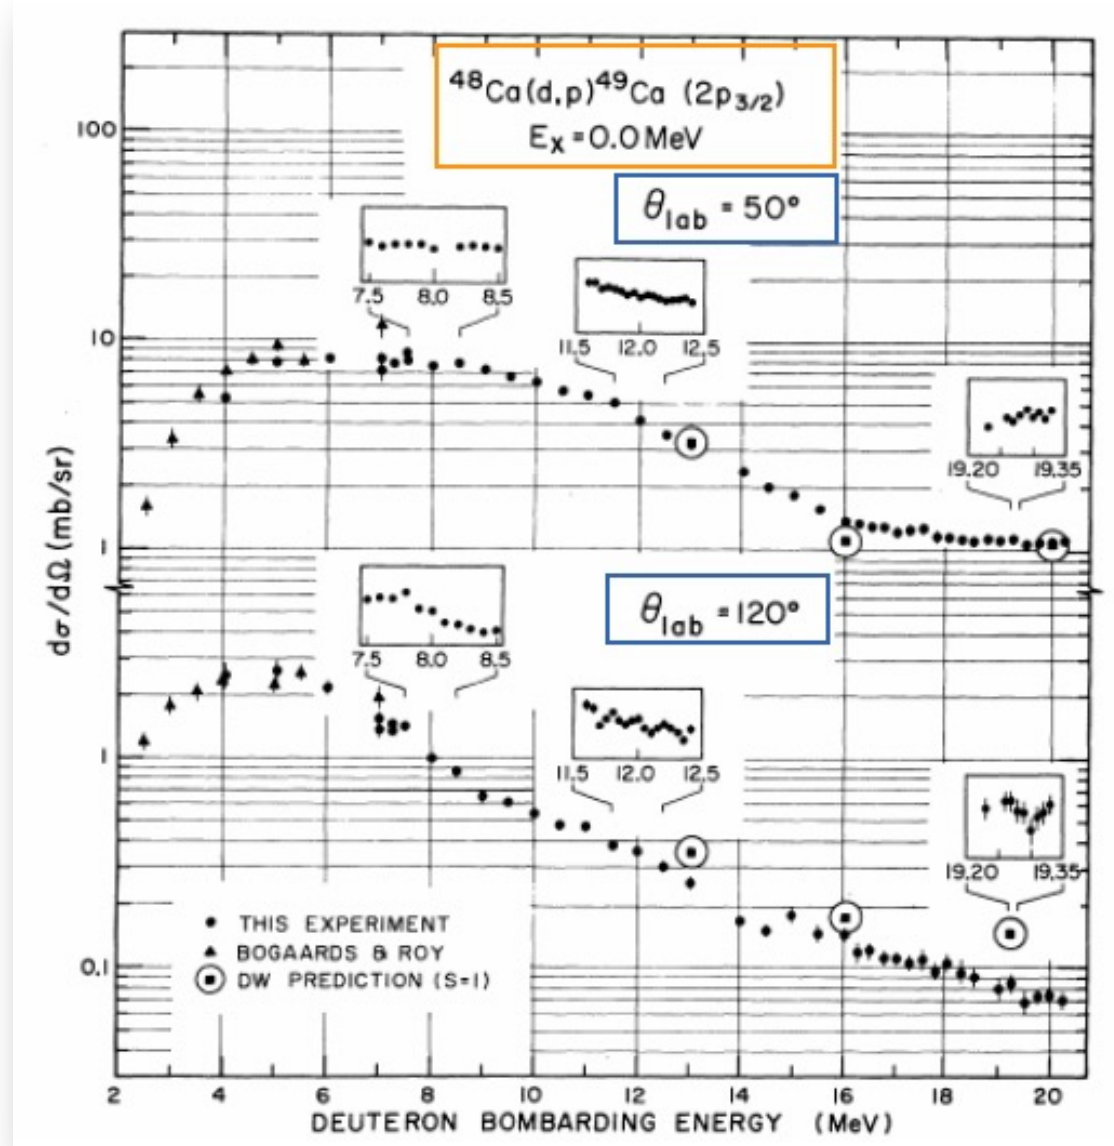 ⁴⁸Ca(d,p)⁴⁹Ca (2p₃/₂)
Eₓ = 0.0 MeV
θlab = 50°
100
7.5 8.0 8.5
11.5 12.0 12.5
10
19.20 19.35
dσ/dΩ (mb/sr)
1
θlab = 120°
7.5 8.0 8.5
11.5 12.0 12.5
1
19.20 19.35
THIS EXPERIMENT
BOGAARDS & ROY
DW PREDICTION (S=1)
0.1
2 4 6 8 10 12 14 16 18 20
DEUTERON BOMBARDING ENERGY (MeV)